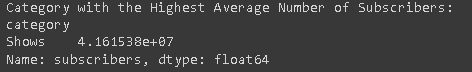 Category with the Highest Average Number of Subscribers:
category
Shows    4.161538e+07
Name: subscribers, dtype: float64